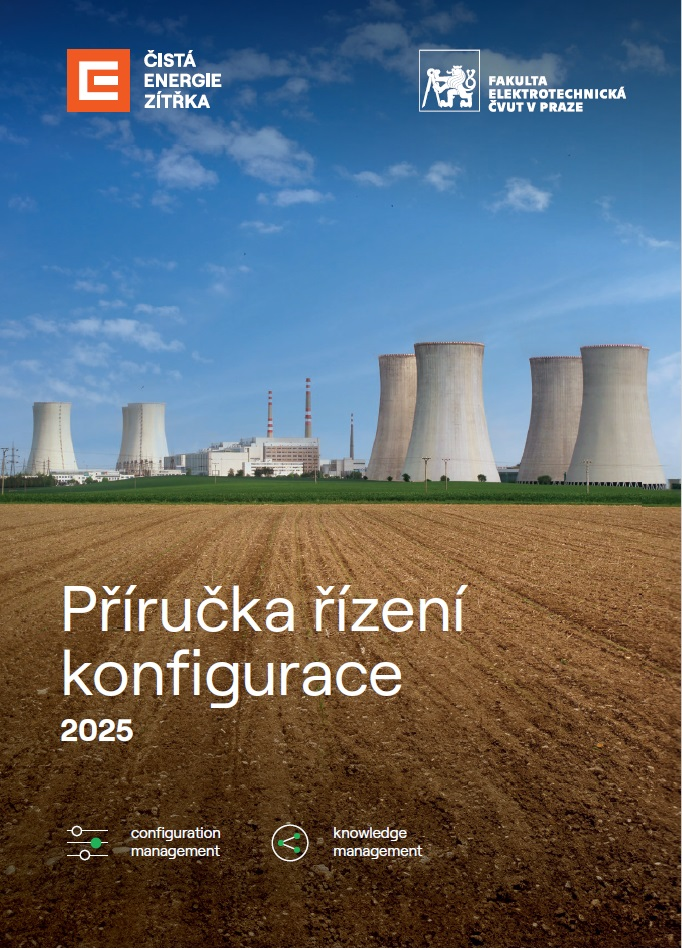 ČISTÁ
ENERGIE
ZÍTŘKA
FAKULTA
ELEKTROTECHNICKÁ
ČVUT V PRAZE
Příručka řízení
konfigurace
2025
configuration
management
knowledge
management